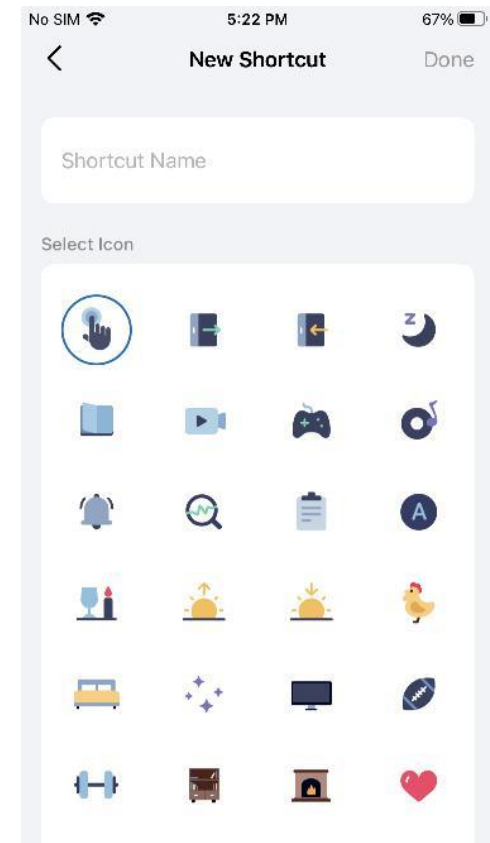 No SIM 5:22 PM 67%
New Shortcut Done
Shortcut Name
Select Icon
Z
A